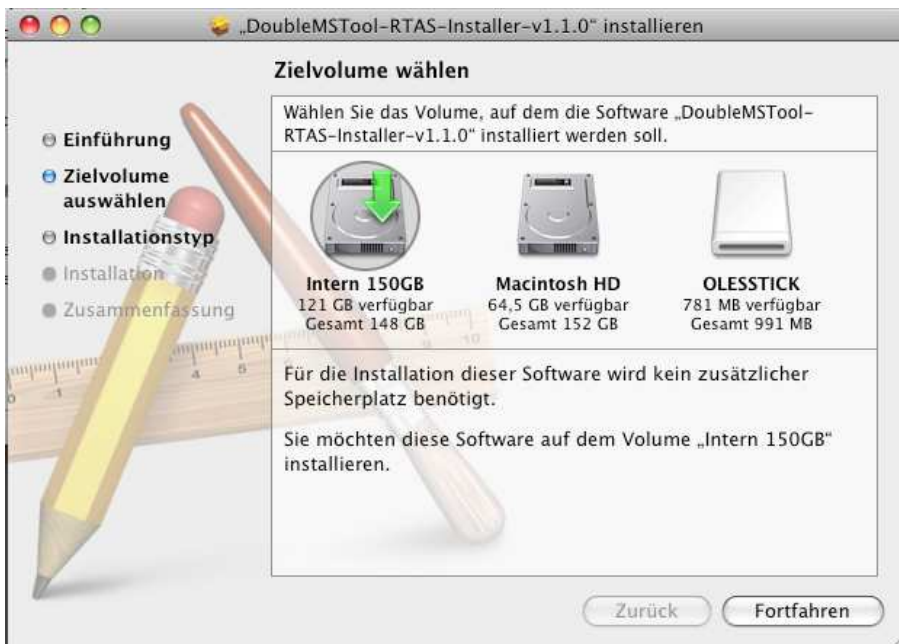 „DoubleMSTool-RTAS-Installer-v1.1.0“ installieren
Zielvolume wählen
Einführung
Zielvolume
auswählen
Installationstyp
Installation
Zusammenfassung
Wählen Sie das Volume, auf dem die Software „DoubleMSTool-
RTAS-Installer-v1.1.0“ installiert werden soll.
Intern 150GB
121 GB verfügbar
Gesamt 148 GB
Macintosh HD
64,5 GB verfügbar
Gesamt 152 GB
OLESSTICK
781 MB verfügbar
Gesamt 991 MB
Für die Installation dieser Software wird kein zusätzlicher
Speicherplatz benötigt.
Sie möchten diese Software auf dem Volume „Intern 150GB“
installieren.
Zurück
Fortfahren